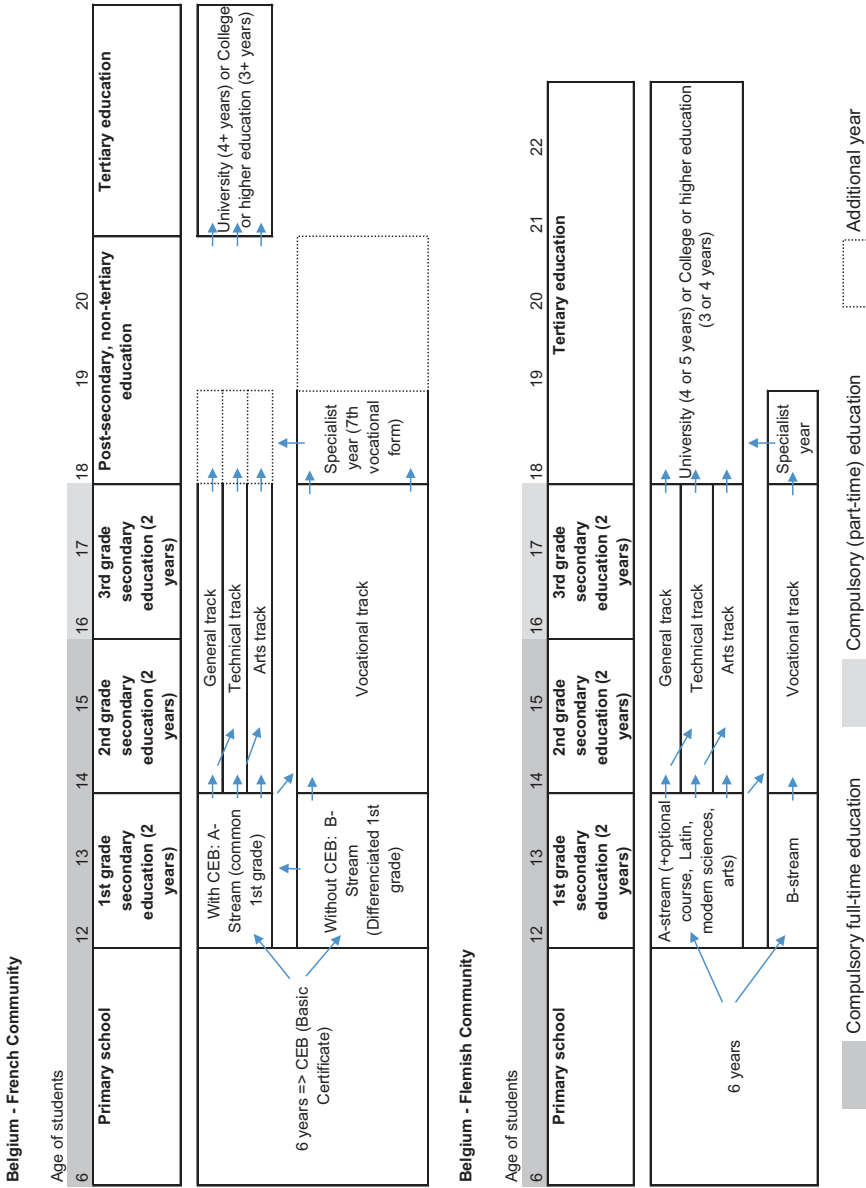 Belgium - French Community
Age of students
6
12
13
14
15
16
17
18
19
20
Primary school
1st grade
secondary
education (2
years)
2nd grade
secondary
education (2
years)
3rd grade
secondary
education (2
years)
Post-secondary, non-tertiary
education
Tertiary education
6 years => CEB (Basic
Certificate)
With CEB: A-
Stream (common
1st grade)
General track
Technical track
Arts track
University (4+ years) or College
or higher education (3+ years)
Without CEB: B-
Stream
(Differenciated 1st
grade)
Vocational track
Specialist
year (7th
vocational
form)
Belgium - Flemish Community
Age of students
6
12
13
14
15
16
17
18
19
20
21
22
Primary school
1st grade
secondary
education (2
years)
2nd grade
secondary
education (2
years)
3rd grade
secondary
education (2
years)
Tertiary education
6 years
A-stream (+optional
course, Latin,
modern sciences,
arts)
General track
Technical track
Arts track
University (4 or 5 years) or College or higher education
(3 or 4 years)
B-stream
Vocational track
Specialist
year
Compulsory full-time education
Compulsory (part-time) education
Additional year